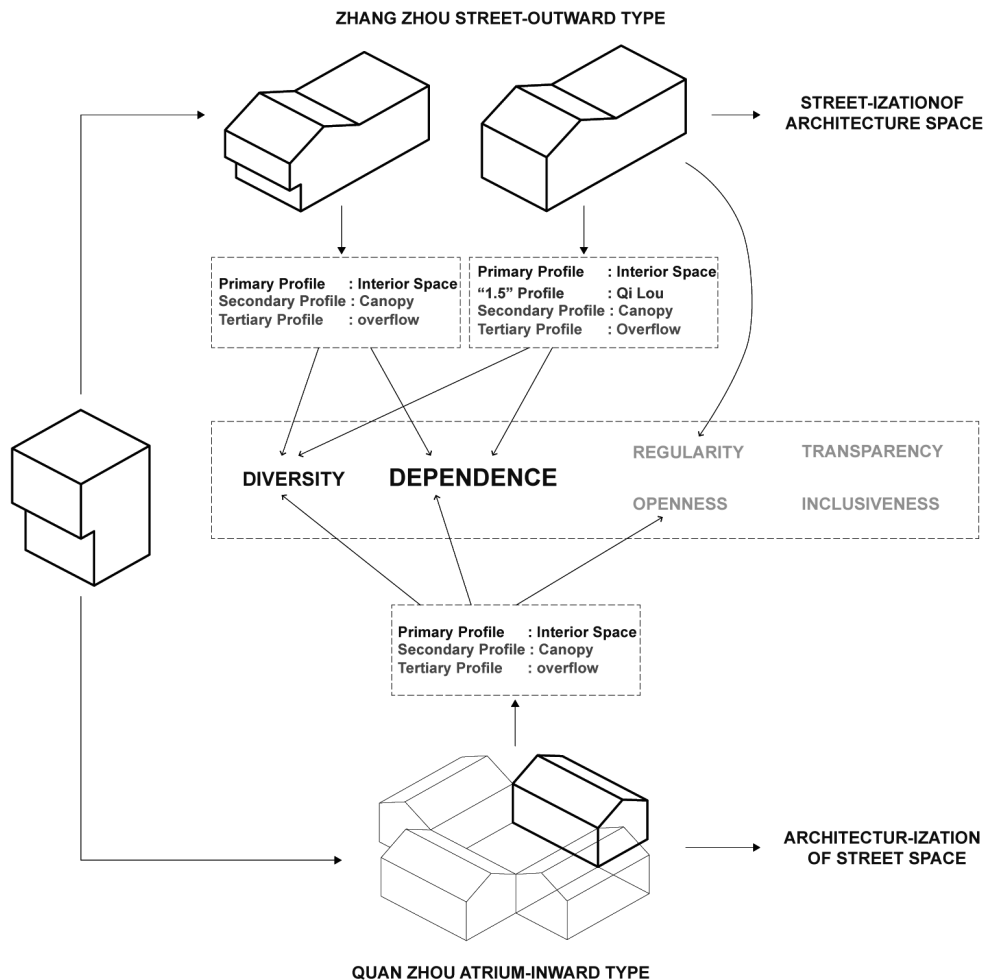 ZHANG ZHOU STREET-OUTWARD TYPE
STREET-IZATIONOF
ARCHITECTURE SPACE
Primary Profile : Interior Space
Secondary Profile : Canopy
Tertiary Profile : overflow
Primary Profile : Interior Space
“1.5” Profile : Qi Lou
Secondary Profile : Canopy
Tertiary Profile : Overflow
DIVERSITY
DEPENDENCE
REGULARITY
TRANSPARENCY
OPENNESS
INCLUSIVENESS
Primary Profile : Interior Space
Secondary Profile : Canopy
Tertiary Profile : overflow
ARCHITECTUR-IZATION
OF STREET SPACE
QUAN ZHOU ATRIUM-INWARD TYPE